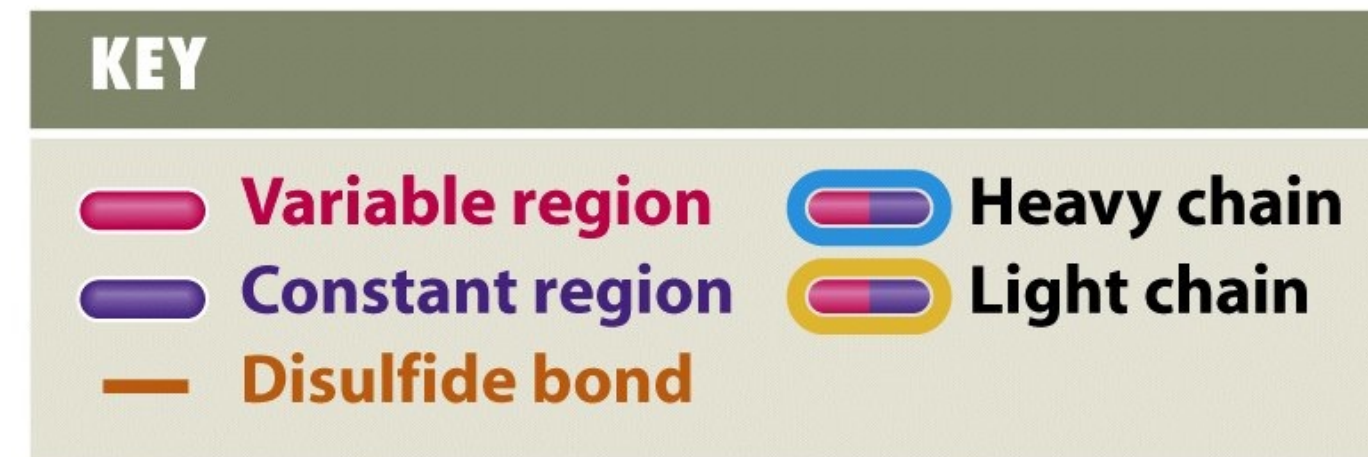 KEY
Variable region
Constant region
Disulfide bond
Heavy chain
Light chain